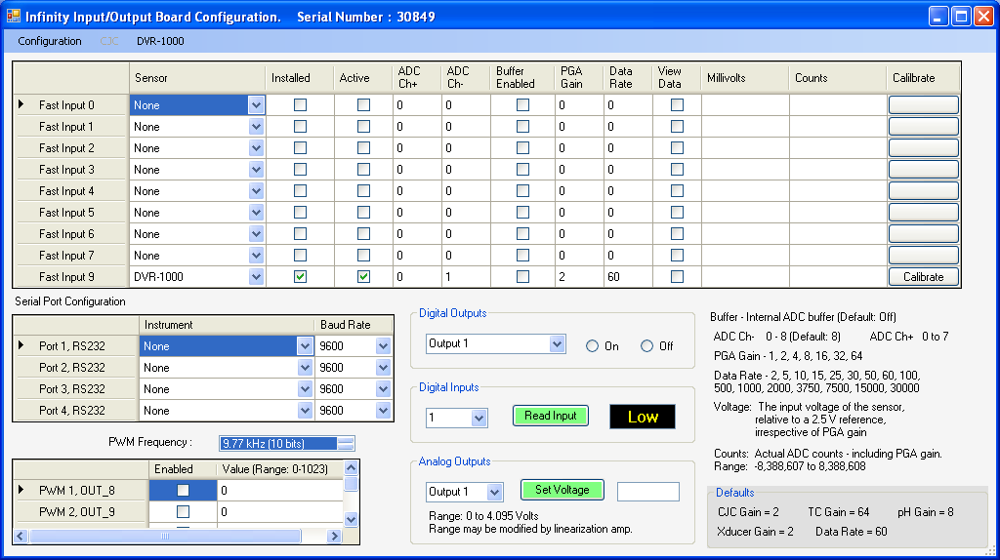 Infinity Input/Output Board Configuration. Serial Number : 30849
Configuration CJC DVR-1000
Sensor Installed Active ADC Ch+ ADC Ch- Buffer Enabled PGA Gain Data Rate View Data Millivolts Counts Calilbrate
Fast Input 0 None 0 0 0 0
Fast Input 1 None 0 0 0 0
Fast Input 2 None 0 0 0 0
Fast Input 3 None 0 0 0 0
Fast Input 4 None 0 0 0 0
Fast Input 5 None 0 0 0 0
Fast Input 6 None 0 0 0 0
Fast Input 7 None 0 0 0 0
Fast Input 9 DVR-1000 0 1 2 60 Calibrate
Serial Port Configuration
Instrument Baud Rate
Port 1, RS232 None 9600
Port 2, RS232 None 9600
Port 3, RS232 None 9600
Port 4, RS232 None 9600
PWM Frequency : 9.77 kHz (10 bits)
Enabled Value (Range: 0-1023)
PWM 1, OUT_8 0
PWM 2, OUT_9 0
Digital Outputs
Output 1 On Off
Digital Inputs
1 Read Input Low
Analog Outputs
Output 1 Set Voltage
Range: 0 to 4.095 Volts
Range may be modified by linearization amp.
Buffer - Internal ADC buffer (Default: Off)
ADC Ch- 0 - 8 (Default: 8) ADC Ch+ 0 to 7
PGA Gain - 1, 2, 4, 8, 16, 32, 64
Data Rate - 2, 5, 10, 15, 25, 30, 50, 60, 100,
500, 1000, 2000, 3750, 7500, 15000, 30000
Voltage: The input voltage of the sensor,
relative to a 2.5 V reference,
irrespective of PGA gain
Counts: Actual ADC counts - including PGA gain.
Range: -8,388,607 to 8,388,608
Defaults
CJC Gain = 2 TC Gain = 64 pH Gain = 8
Xducer Gain = 2 Data Rate = 60